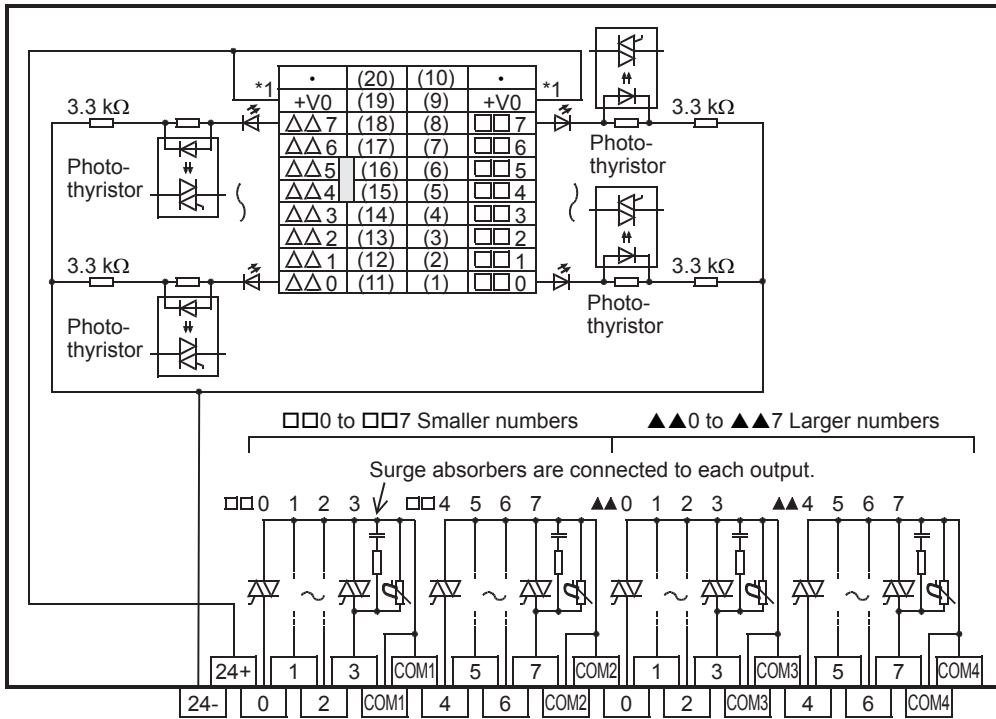 *1 • (20) (10) • *1
+V0 (19) (9) +V0
3.3 kΩ △△7 (18) (8) □□7 3.3 kΩ
△△6 (17) (7) □□6
△△5 (16) (6) □□5
△△4 (15) (5) □□4
△△3 (14) (4) □□3
△△2 (13) (3) □□2
△△1 (12) (2) □□1
3.3 kΩ △△0 (11) (1) □□0 3.3 kΩ
Photo-
thyristor
Photo-
thyristor
Photo-
thyristor
Photo-
thyristor
□□0 to □□7 Smaller numbers ▲▲0 to ▲▲7 Larger numbers
Surge absorbers are connected to each output.
□□0 1 2 3 □□4 5 6 7 ▲▲0 1 2 3 ▲▲4 5 6 7
24+ 1 3 COM1 5 7 COM2 1 3 COM3 5 7 COM4
24- 0 2 COM1 4 6 COM2 0 2 COM3 4 6 COM4